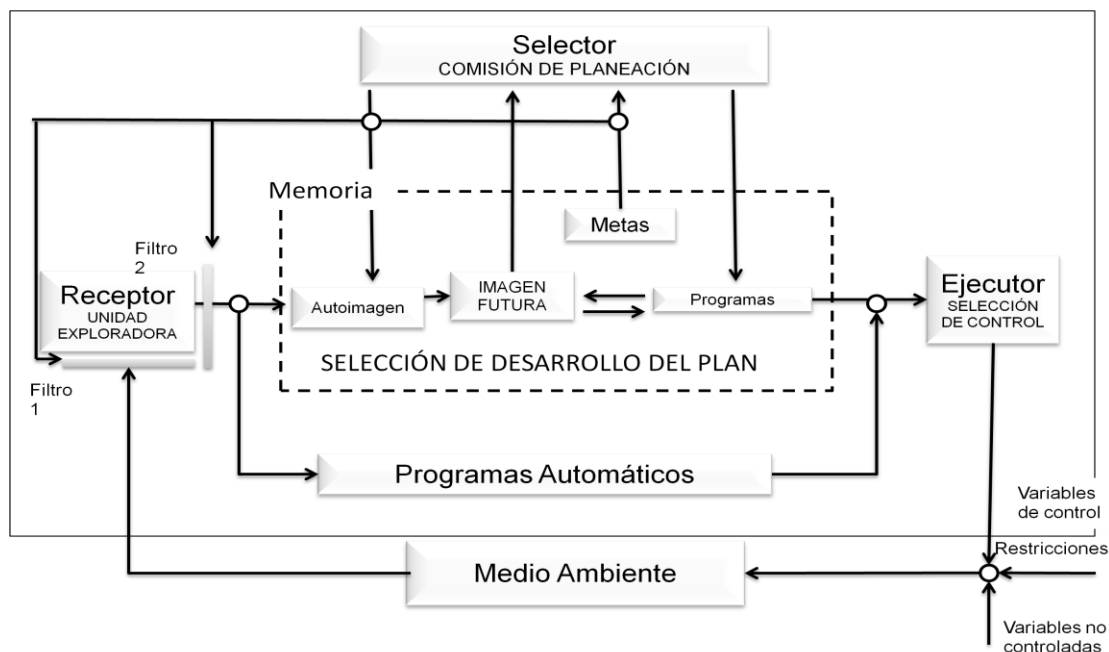 Selector
COMISIÓN DE PLANEACIÓN
Memoria
Metas
Filtro
2
Receptor
UNIDAD
EXPLORADORA
Autoimagen
IMAGEN
FUTURA
Programas
Ejecutor
SELECCIÓN
DE CONTROL
SELECCIÓN DE DESARROLLO DEL PLAN
Filtro
1
Programas Automáticos
Variables
de control
Restricciones
Medio Ambiente
Variables no
controladas